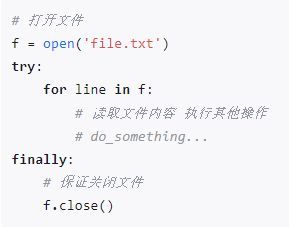 # 打开文件
f = open('file.txt')
try:
    for line in f:
        # 读取文件内容 执行其他操作
        # do_something...
finally:
    # 保证关闭文件
    f.close()